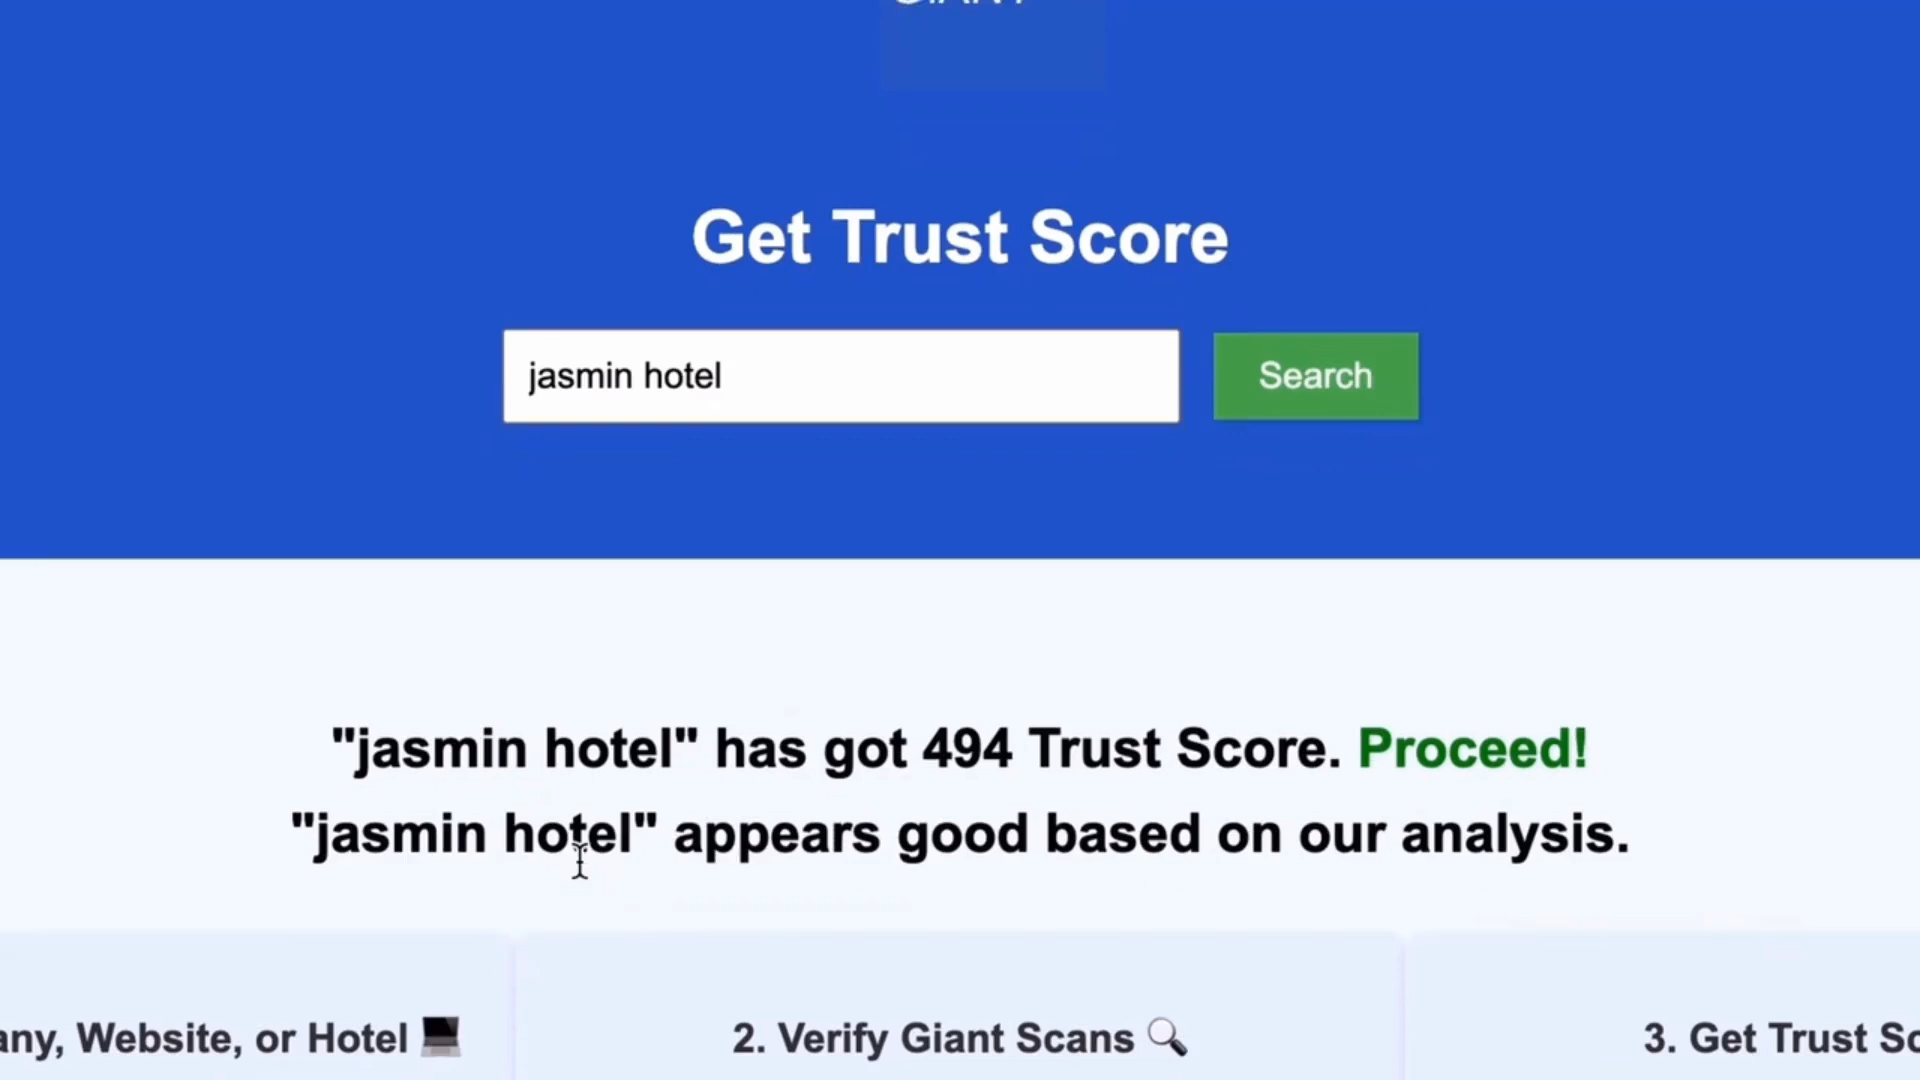 GIANT
Get Trust Score
jasmin hotel
Search
"jasmin hotel" has got 494 Trust Score. Proceed!
"jasmin hotel" appears good based on our analysis.
any, Website, or Hotel
2. Verify Giant Scans
3. Get Trust Sc